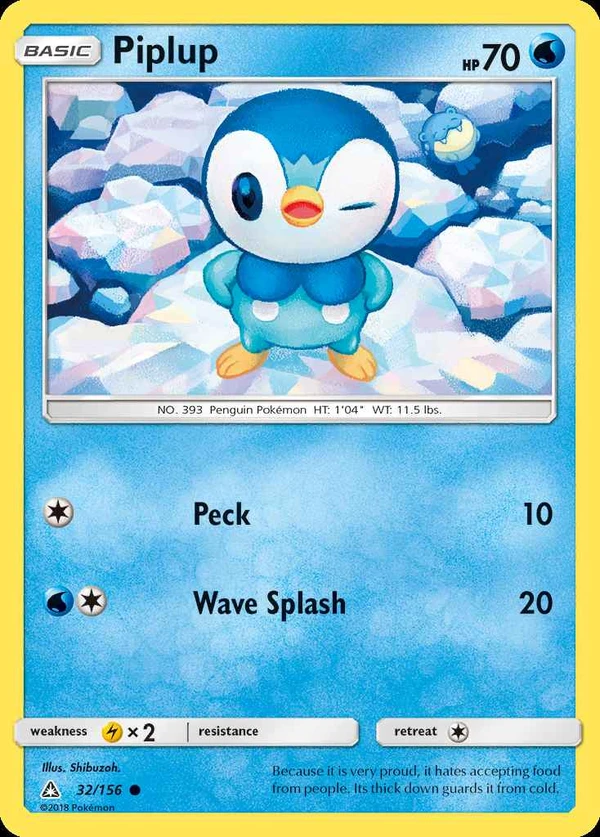 BASIC Piplup HP 70
NO. 393 Penguin Pokémon HT: 1'04" WT: 11.5 lbs.
Peck 10
Wave Splash 20
weakness × 2 resistance retreat
Illus. Shibuzoh.
32/156
©2018 Pokémon
Because it is very proud, it hates accepting food
from people. Its thick down guards it from cold.